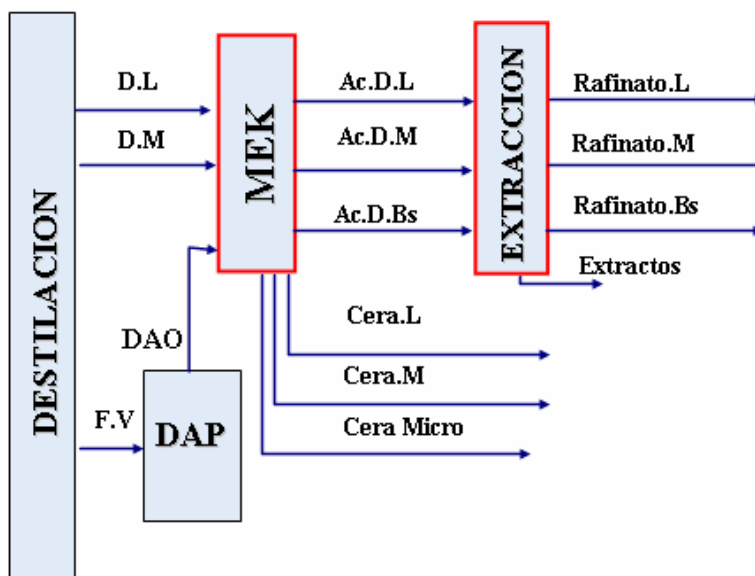 DESTILACION
D.L
D.M
F.V
DAO
DAP
MEK
Ac.D.L
Ac.D.M
Ac.D.Bs
EXTRACCION
Rafinato.L
Rafinato.M
Rafinato.Bs
Extractos
Cera.L
Cera.M
Cera Micro